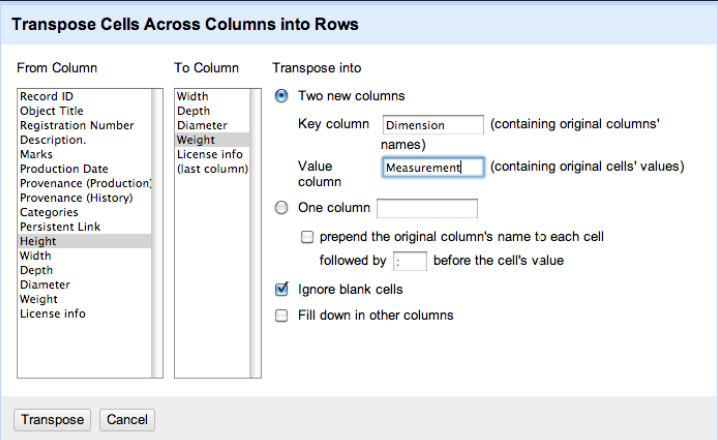 Transpose Cells Across Columns into Rows
From Column
To Column
Transpose into
Record ID
Object Title
Registration Number
Description.
Marks
Production Date
Provenance (Production)
Provenance (History)
Categories
Persistent Link
Height
Width
Depth
Diameter
Weight
License info
Width
Depth
Diameter
Weight
License info
(last column)
Two new columns
Key column Dimension (containing original columns'
names)
Value Measurement (containing original cells' values)
column
One column
prepend the original column's name to each cell
followed by : before the cell's value
Ignore blank cells
Fill down in other columns
Transpose Cancel